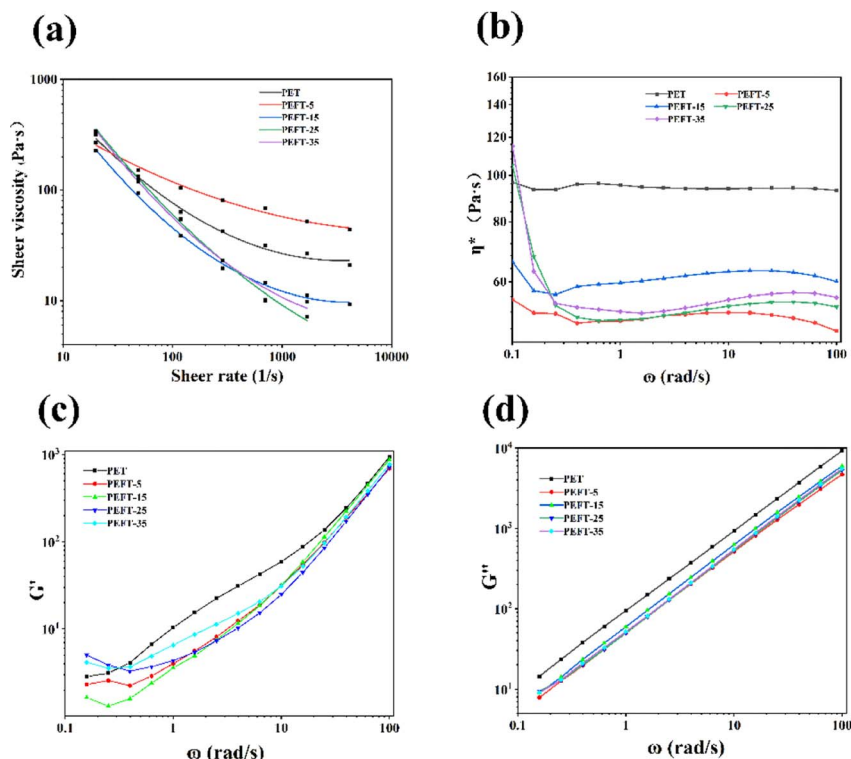 (a)
Sheer viscosity (Pa·s)
1000
100
10
PET
PEFT-5
PEFT-15
PEFT-25
PEFT-35
10
100
1000
10000
Sheer rate (1/s)
(b)
η* (Pa·s)
160
140
120
100
80
60
PET
PEFT-5
PEFT-15
PEFT-25
PEFT-35
0.1
1
10
100
ω (rad/s)
(c)
G'
10³
10²
10¹
PET
PEFT-5
PEFT-15
PEFT-25
PEFT-35
0.1
1
10
100
ω (rad/s)
(d)
G''
10⁴
10³
10²
10¹
PET
PEFT-5
PEFT-15
PEFT-25
PEFT-35
0.1
1
10
100
ω (rad/s)